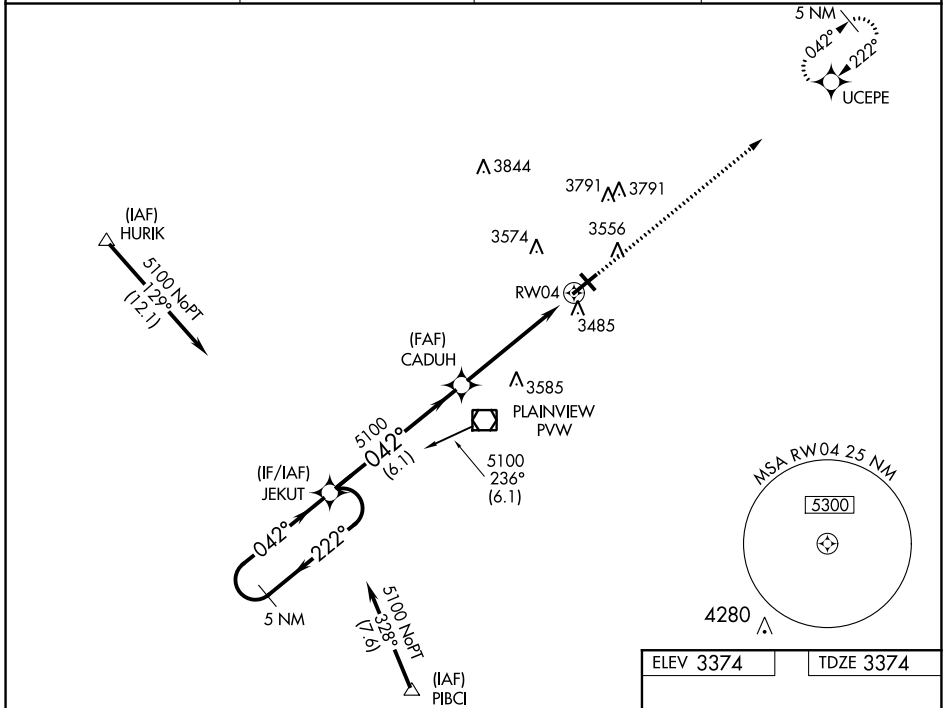 5 NM
042°
222°
UCEPE
3844
3791
3791
(IAF)
HURIK
5100 NoPT
129°
(12.1)
3574
3556
RW04
3485
(FAF)
CADUH
3585
PLAINVIEW
PVW
5100
042°
(6.1)
5100
236°
(6.1)
(IF/IAF)
JEKUT
042°
222°
5 NM
MSA RW04 25 NM
5300
5100 NoPT
328°
(7.6)
(IAF)
PIBCI
4280
ELEV 3374
TDZE 3374